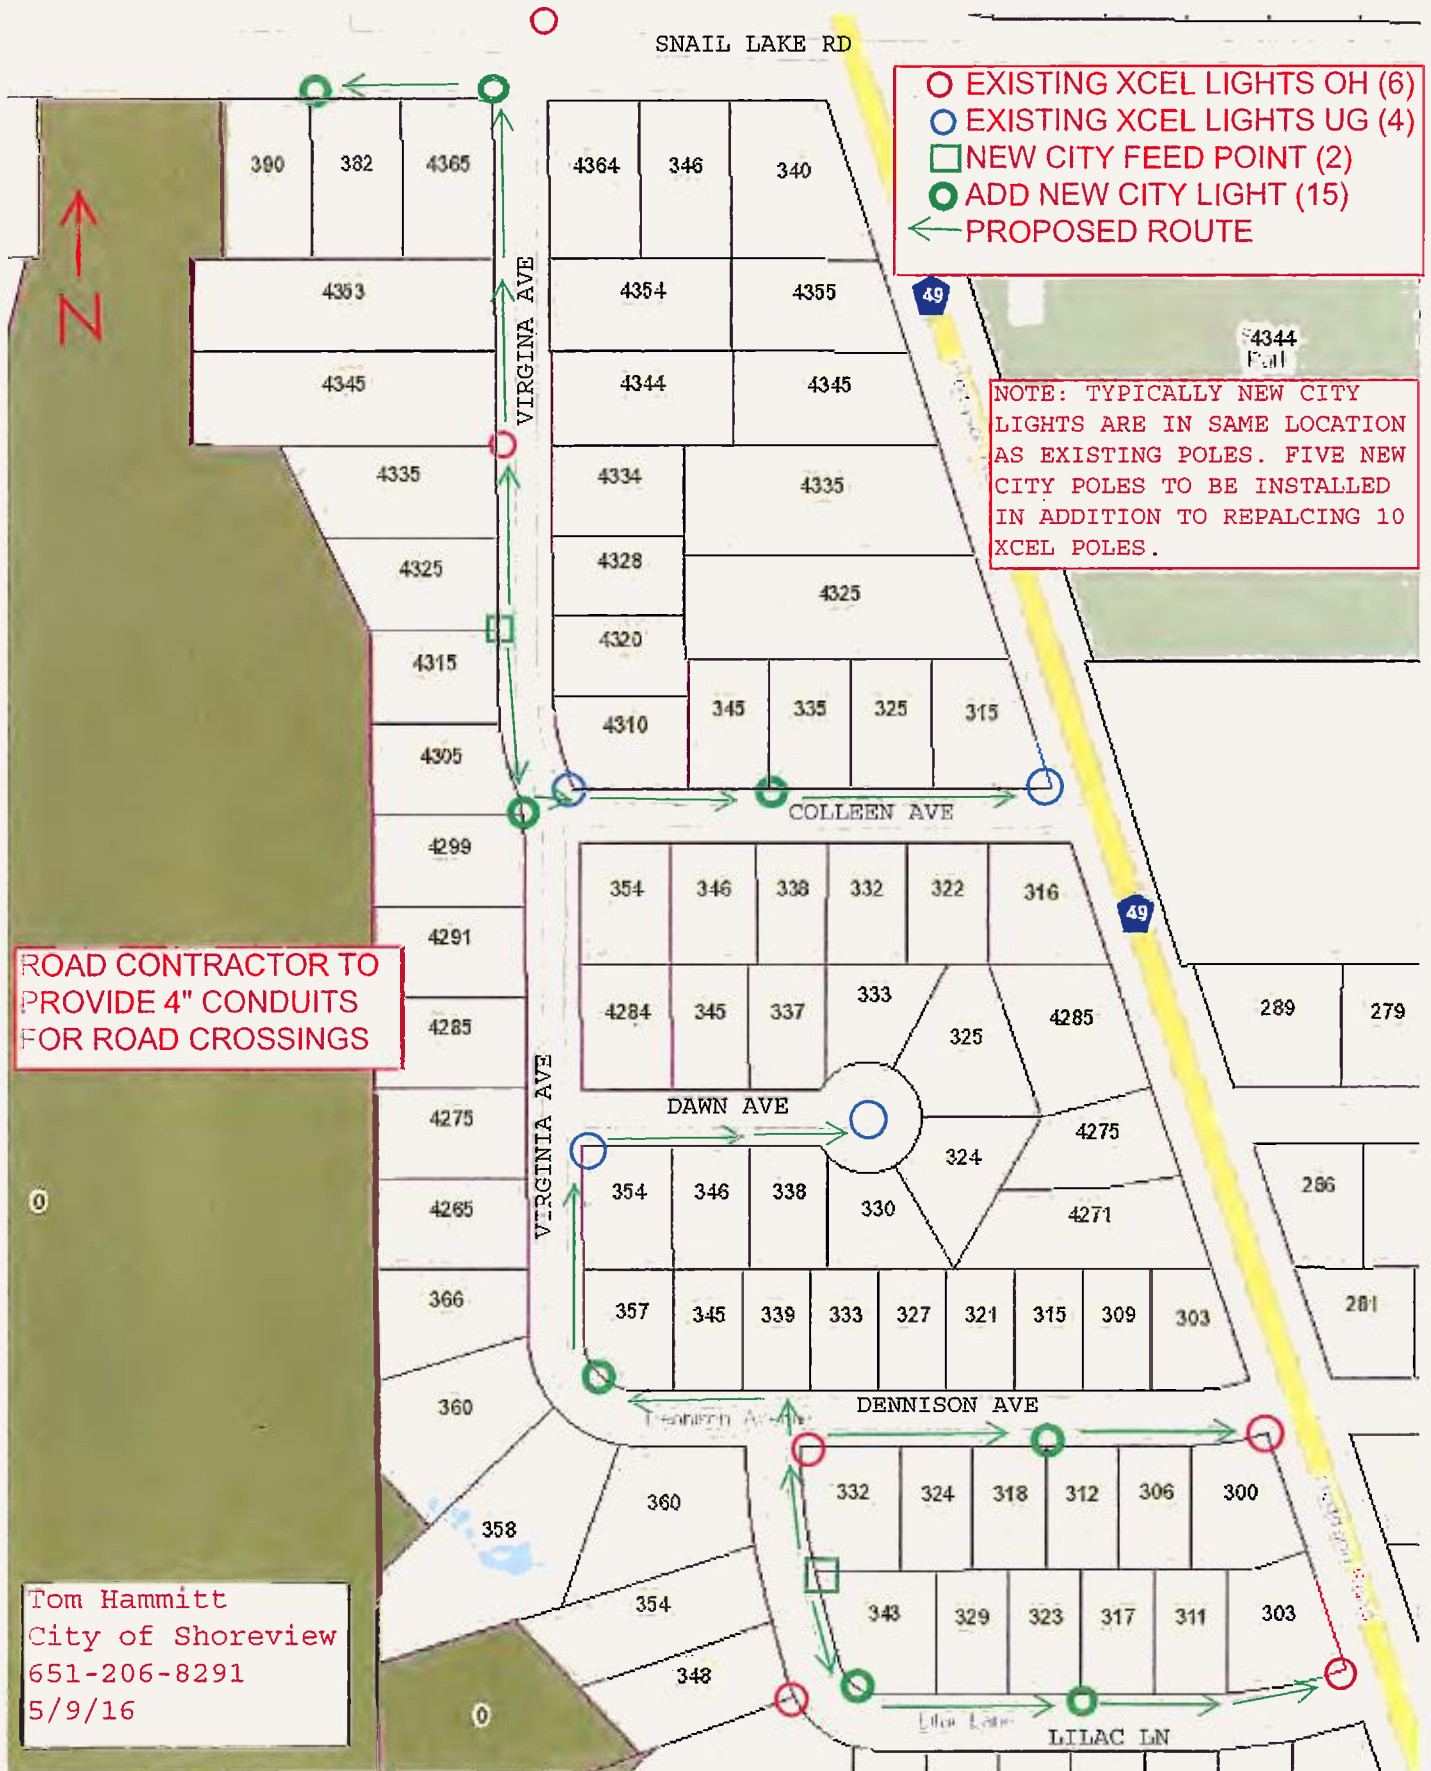 SNAIL LAKE RD
EXISTING XCEL LIGHTS OH (6)
EXISTING XCEL LIGHTS UG (4)
NEW CITY FEED POINT (2)
ADD NEW CITY LIGHT (15)
PROPOSED ROUTE
N
390 382 4365 4364 346 340
VIRGINA AVE
4353 4354 4355
49
4344
4345 4344 4345
NOTE: TYPICALLY NEW CITY
LIGHTS ARE IN SAME LOCATION
AS EXISTING POLES. FIVE NEW
CITY POLES TO BE INSTALLED
IN ADDITION TO REPALCING 10
XCEL POLES.
4335 4334 4335
4325 4328 4325
4315 4320
4305 4310 345 335 325 315
COLLEEN AVE
4299 354 346 338 332 322 316
49
4291
ROAD CONTRACTOR TO
PROVIDE 4" CONDUITS
FOR ROAD CROSSINGS
4285 4284 345 337 333 325 4285 289 279
VIRGINIA AVE
DAWN AVE
4275 324 4275
0
4265 354 346 338 330 4271 286
366 357 345 339 333 327 321 315 309 303 281
360
DENNISON AVE
Dennison Avenue
332 324 318 312 306 300
358 360
354 343 329 323 317 311 303
348
0
Tom Hammitt
City of Shoreview
651-206-8291
5/9/16
Lilac Lane
LILAC LN